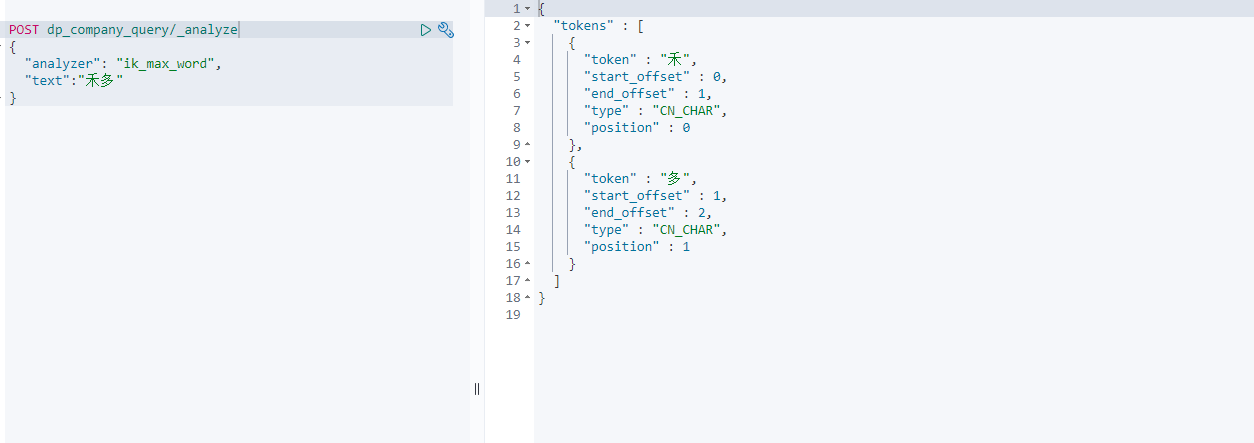 POST dp_company_query/_analyze
{
"analyzer": "ik_max_word",
"text":"禾多"
}
1 {
2 "tokens" : [
3 {
4 "token" : "禾",
5 "start_offset" : 0,
6 "end_offset" : 1,
7 "type" : "CN_CHAR",
8 "position" : 0
9 },
10 {
11 "token" : "多",
12 "start_offset" : 1,
13 "end_offset" : 2,
14 "type" : "CN_CHAR",
15 "position" : 1
16 }
17 ]
18 }
19